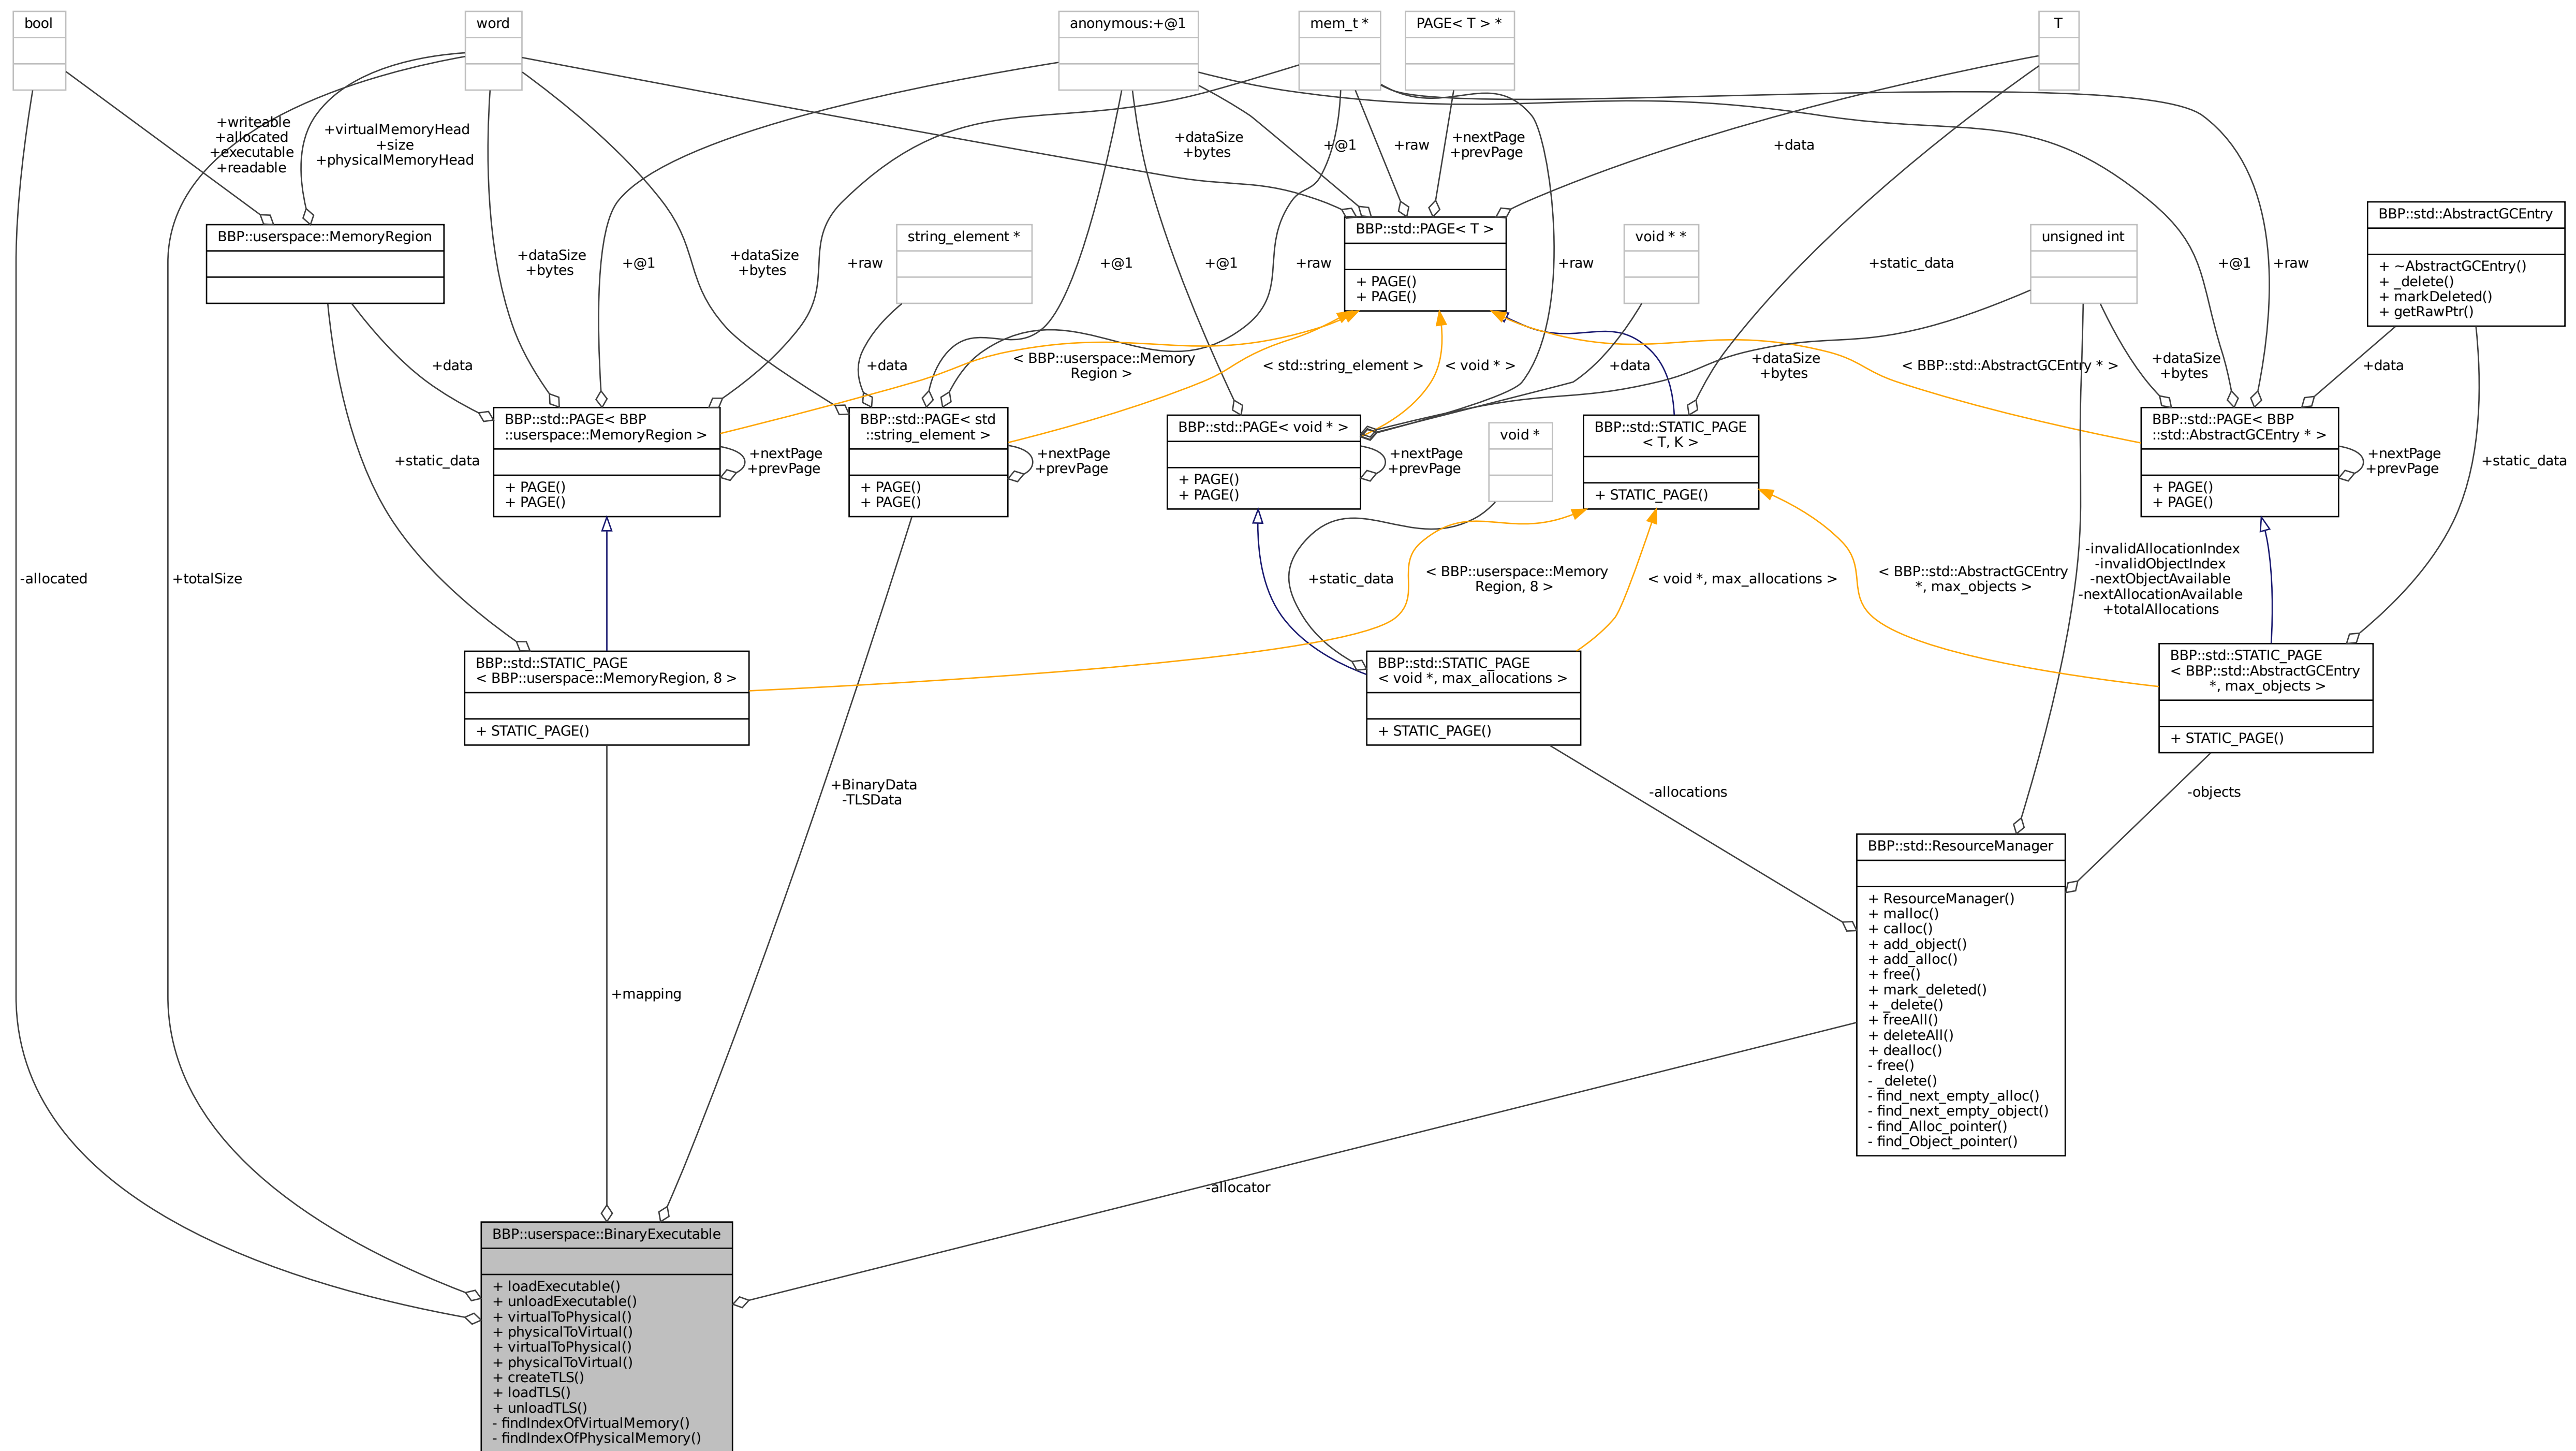 bool
word
anonymous:+@1
mem_t *
PAGE< T > *
T
+writeable
+allocated
+executable
+readable
+virtualMemoryHead
+size
+physicalMemoryHead
+dataSize
+bytes
+@1
+raw
+nextPage
+prevPage
+data
BBP::userspace::MemoryRegion
string_element *
BBP::std::PAGE< T >
+ PAGE()
+ PAGE()
void * *
unsigned int
BBP::std::AbstractGCEntry
+ ~AbstractGCEntry()
+ _delete()
+ markDeleted()
+ getRawPtr()
+dataSize
+bytes
+@1
+dataSize
+bytes
+raw
+@1
+@1
+raw
+raw
+static_data
+@1
+raw
+data
+data
< BBP::userspace::Memory
Region >
< std::string_element >
< void * >
+data
+dataSize
+bytes
< BBP::std::AbstractGCEntry * >
+dataSize
+bytes
+data
BBP::std::PAGE< BBP
::userspace::MemoryRegion >
+ PAGE()
+ PAGE()
+nextPage
+prevPage
BBP::std::PAGE< std
::string_element >
+ PAGE()
+ PAGE()
+nextPage
+prevPage
BBP::std::PAGE< void * >
+ PAGE()
+ PAGE()
+nextPage
+prevPage
void *
BBP::std::STATIC_PAGE
< T, K >
+ STATIC_PAGE()
BBP::std::PAGE< BBP
::std::AbstractGCEntry * >
+ PAGE()
+ PAGE()
+nextPage
+prevPage
+static_data
+static_data
-allocated
+totalSize
+static_data
< BBP::userspace::Memory
Region, 8 >
< void *, max_allocations >
< BBP::std::AbstractGCEntry
*, max_objects >
-invalidAllocationIndex
-invalidObjectIndex
-nextObjectAvailable
-nextAllocationAvailable
+totalAllocations
BBP::std::STATIC_PAGE
< BBP::userspace::MemoryRegion, 8 >
+ STATIC_PAGE()
BBP::std::STATIC_PAGE
< void *, max_allocations >
+ STATIC_PAGE()
BBP::std::STATIC_PAGE
< BBP::std::AbstractGCEntry
*, max_objects >
+ STATIC_PAGE()
+BinaryData
-TLSData
-allocations
-objects
BBP::std::ResourceManager
+ ResourceManager()
+ malloc()
+ calloc()
+ add_object()
+ add_alloc()
+ free()
+ mark_deleted()
+ _delete()
+ freeAll()
+ deleteAll()
+ dealloc()
- free()
- _delete()
- find_next_empty_alloc()
- find_next_empty_object()
- find_Alloc_pointer()
- find_Object_pointer()
+mapping
-allocator
BBP::userspace::BinaryExecutable
+ loadExecutable()
+ unloadExecutable()
+ virtualToPhysical()
+ physicalToVirtual()
+ virtualToPhysical()
+ physicalToVirtual()
+ createTLS()
+ loadTLS()
+ unloadTLS()
- findIndexOfVirtualMemory()
- findIndexOfPhysicalMemory()